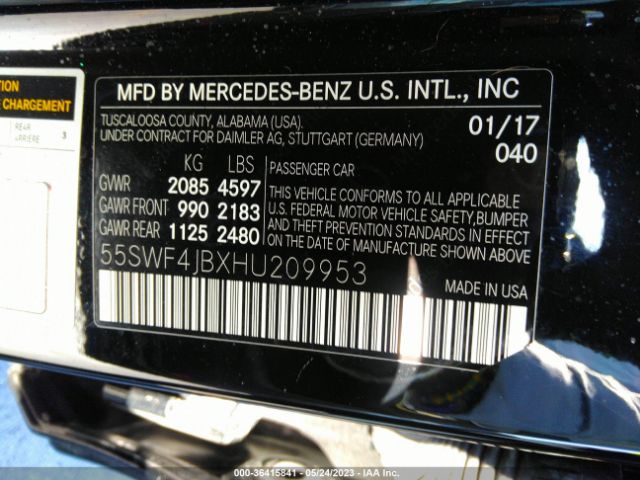 TION
CHARGEMENT
REAR
ARRIÈRE 3
MFD BY MERCEDES-BENZ U.S. INTL., INC
TUSCALOOSA COUNTY, ALABAMA (USA).
UNDER CONTRACT FOR DAIMLER AG, STUTTGART (GERMANY)
01/17
040
KG LBS
GVWR 2085 4597
GAWR FRONT 990 2183
GAWR REAR 1125 2480
PASSENGER CAR
THIS VEHICLE CONFORMS TO ALL APPLICABLE
U.S. FEDERAL MOTOR VEHICLE SAFETY, BUMPER
AND THEFT PREVENTION STANDARDS IN EFFECT
ON THE DATE OF MANUFACTURE SHOWN ABOVE
55SWF4JBXHU209953
MADE IN USA
000-36415841 - 05/24/2023 - IAA Inc.